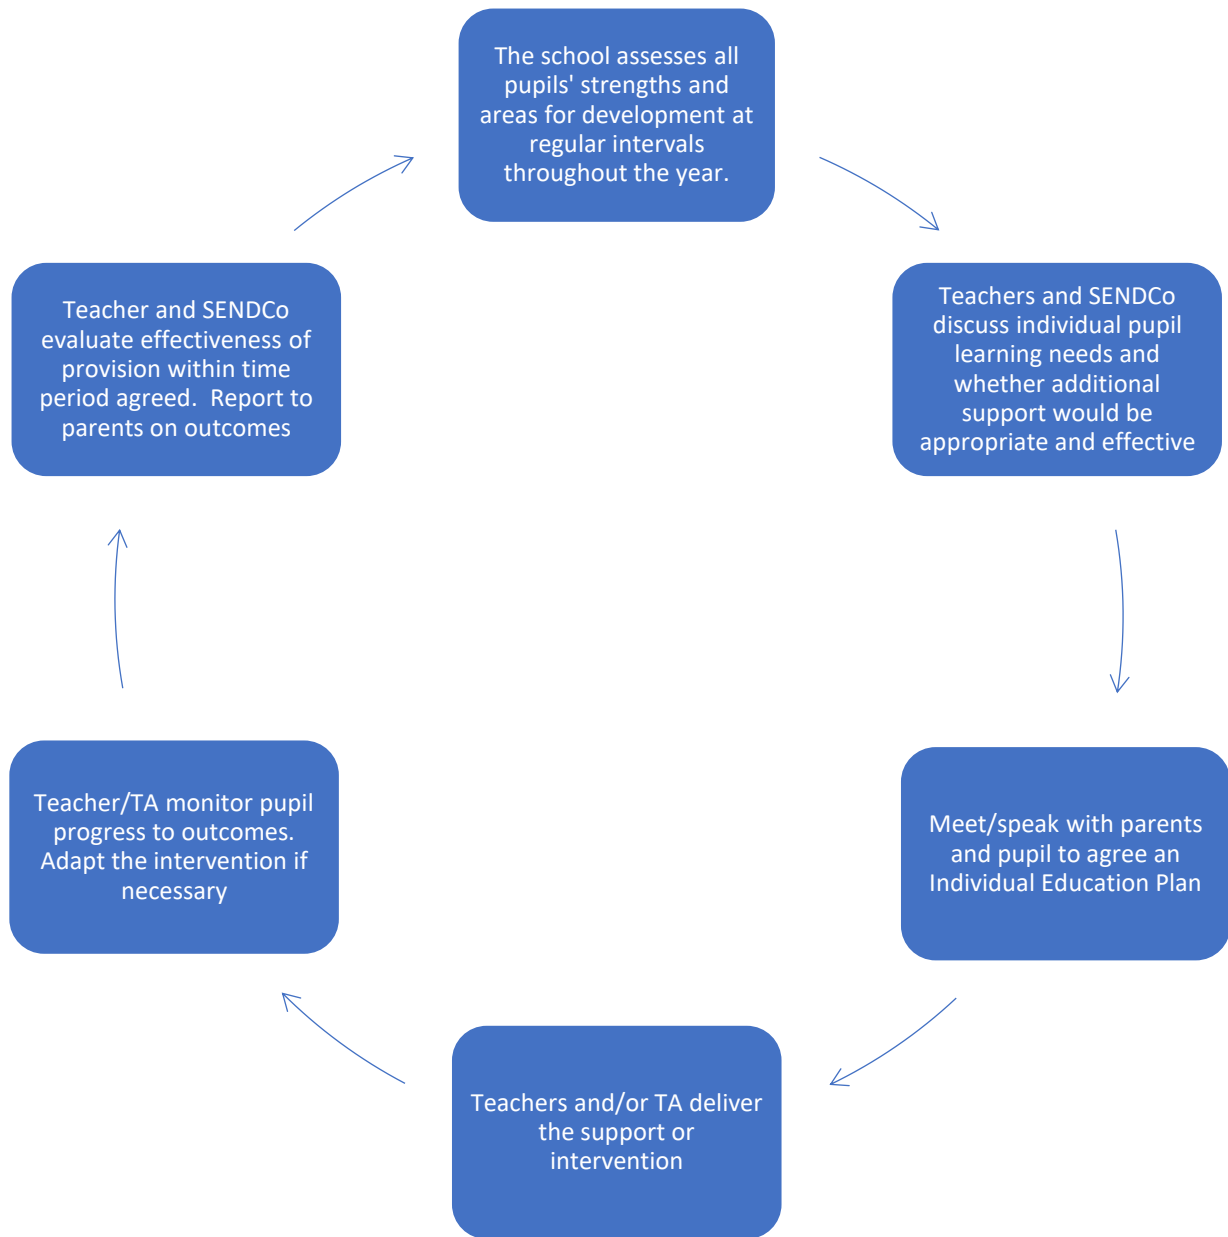 The school assesses all
pupils' strengths and
areas for development at
regular intervals
throughout the year.
Teachers and SENDCo
discuss individual pupil
learning needs and
whether additional
support would be
appropriate and effective
Meet/speak with parents
and pupil to agree an
Individual Education Plan
Teachers and/or TA deliver
the support or
intervention
Teacher/TA monitor pupil
progress to outcomes.
Adapt the intervention if
necessary
Teacher and SENDCo
evaluate effectiveness of
provision within time
period agreed.  Report to
parents on outcomes